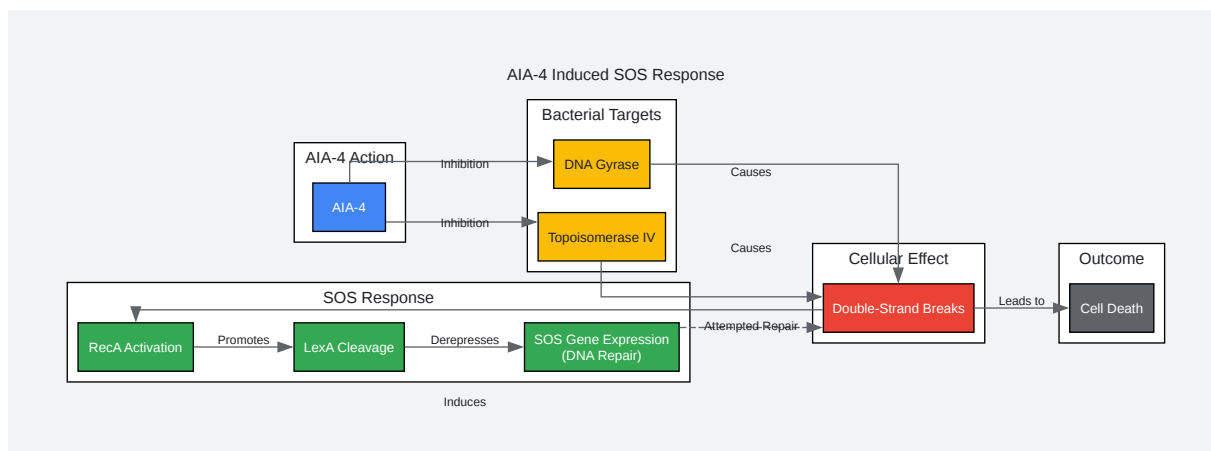 AIA-4 Induced SOS Response
Bacterial Targets
AIA-4 Action
Inhibition
DNA Gyrase
Causes
AIA-4
Inhibition
Topoisomerase IV
Causes
Cellular Effect
Outcome
SOS Response
Double-Strand Breaks
Leads to
Cell Death
RecA Activation
Promotes
LexA Cleavage
Derepresses
SOS Gene Expression
(DNA Repair)
Attempted Repair
Induces